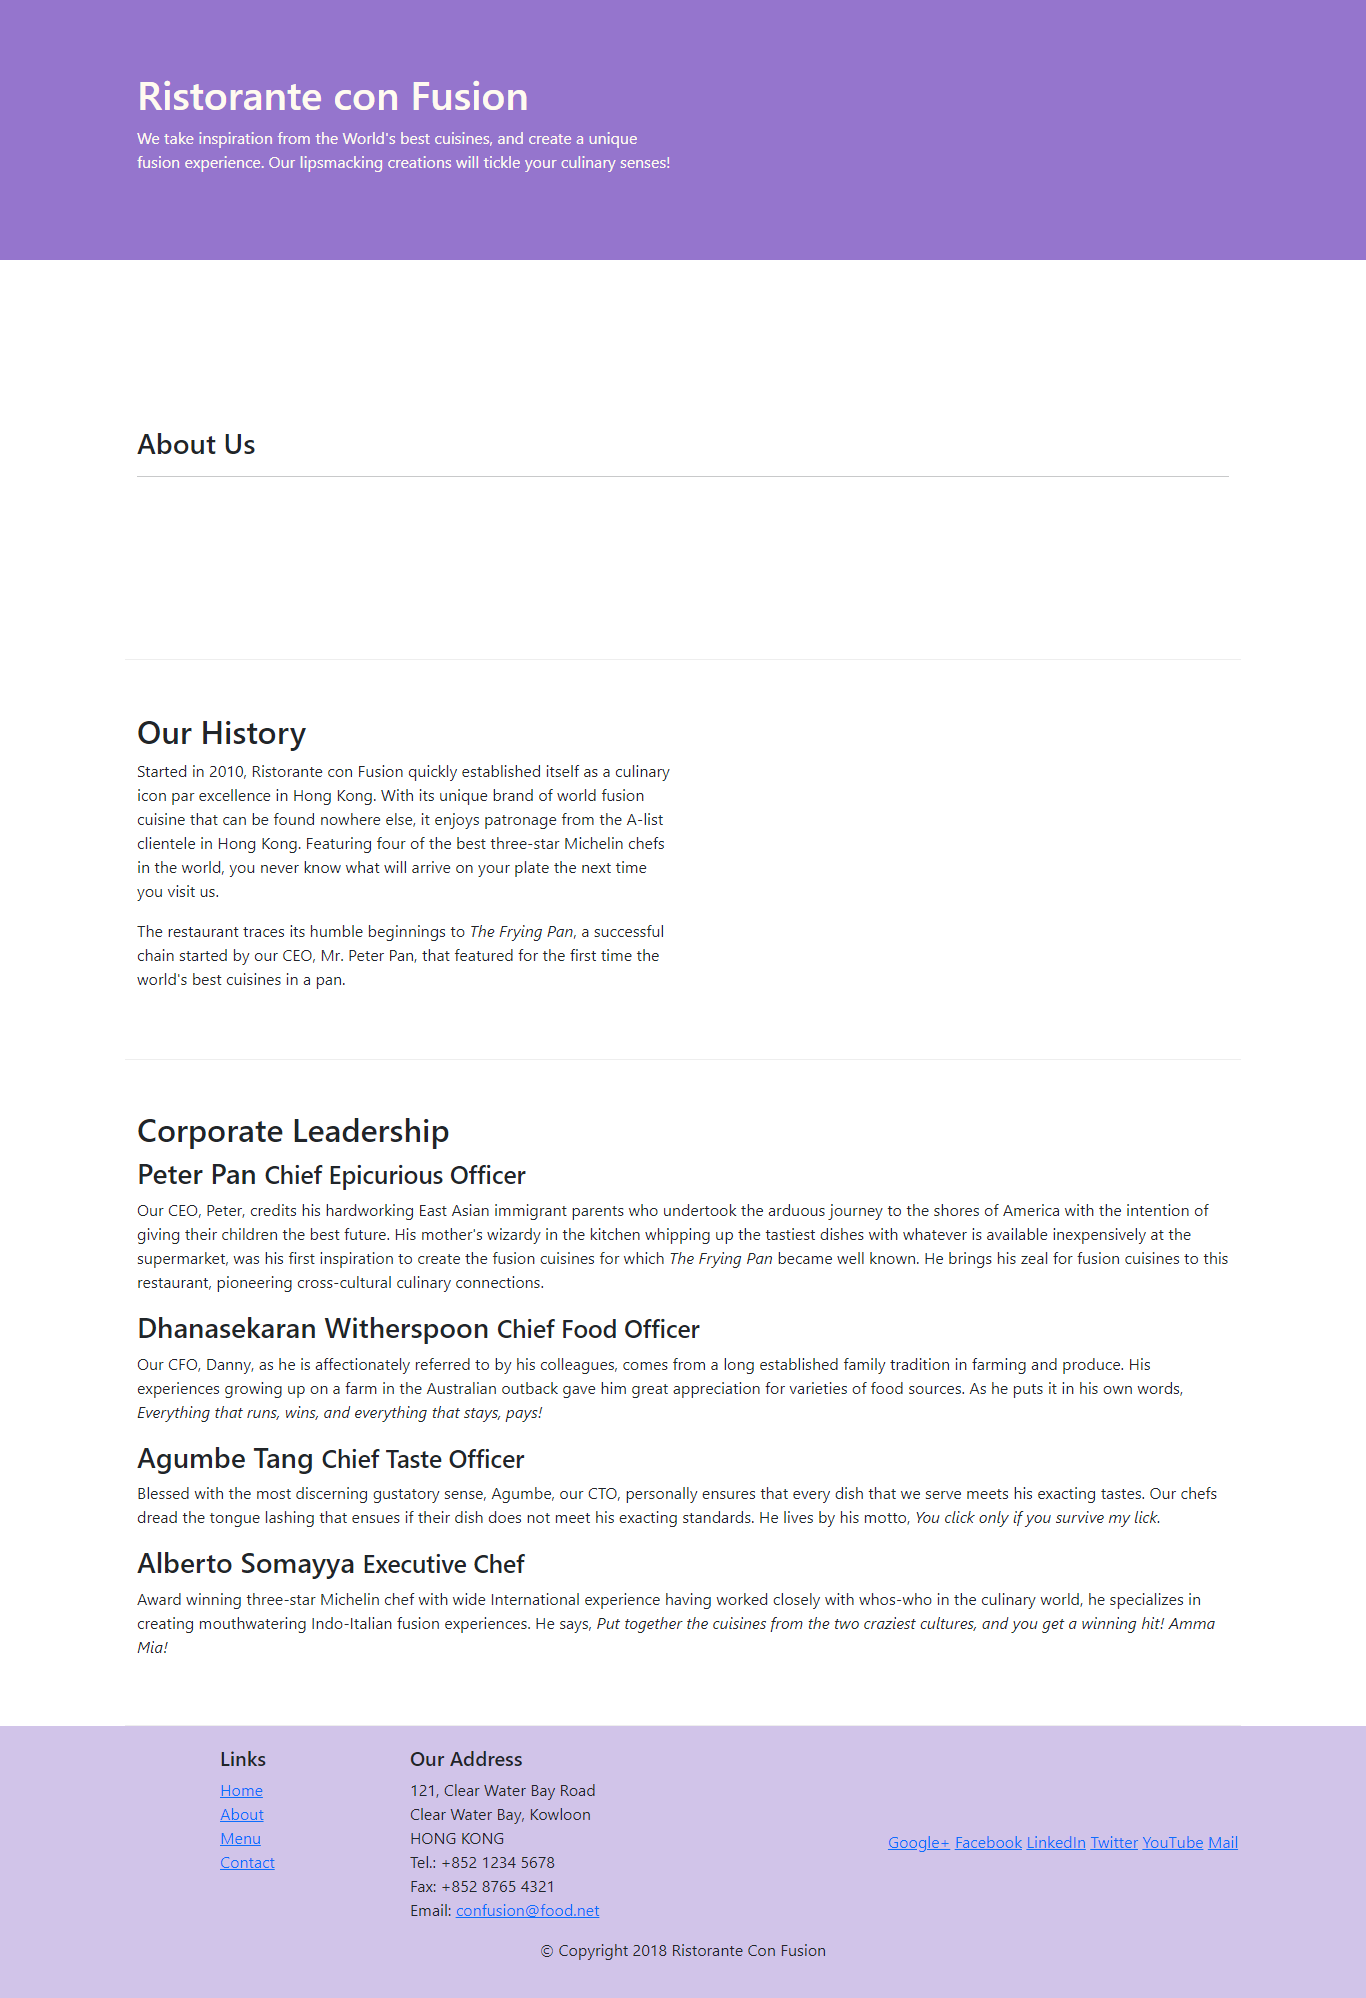 Ristorante con Fusion
We take inspiration from the World's best cuisines, and create a unique
fusion experience. Our lipsmacking creations will tickle your culinary senses!
About Us
Our History
Started in 2010, Ristorante con Fusion quickly established itself as a culinary
icon par excellence in Hong Kong. With its unique brand of world fusion
cuisine that can be found nowhere else, it enjoys patronage from the A-list
clientele in Hong Kong. Featuring four of the best three-star Michelin chefs
in the world, you never know what will arrive on your plate the next time
you visit us.
The restaurant traces its humble beginnings to The Frying Pan, a successful
chain started by our CEO, Mr. Peter Pan, that featured for the first time the
world's best cuisines in a pan.
Corporate Leadership
Peter Pan Chief Epicurious Officer
Our CEO, Peter, credits his hardworking East Asian immigrant parents who undertook the arduous journey to the shores of America with the intention of
giving their children the best future. His mother's wizardy in the kitchen whipping up the tastiest dishes with whatever is available inexpensively at the
supermarket, was his first inspiration to create the fusion cuisines for which The Frying Pan became well known. He brings his zeal for fusion cuisines to this
restaurant, pioneering cross-cultural culinary connections.
Dhanasekaran Witherspoon Chief Food Officer
Our CFO, Danny, as he is affectionately referred to by his colleagues, comes from a long established family tradition in farming and produce. His
experiences growing up on a farm in the Australian outback gave him great appreciation for varieties of food sources. As he puts it in his own words,
Everything that runs, wins, and everything that stays, pays!
Agumbe Tang Chief Taste Officer
Blessed with the most discerning gustatory sense, Agumbe, our CTO, personally ensures that every dish that we serve meets his exacting tastes. Our chefs
dread the tongue lashing that ensues if their dish does not meet his exacting standards. He lives by his motto, You click only if you survive my lick.
Alberto Somayya Executive Chef
Award winning three-star Michelin chef with wide International experience having worked closely with whos-who in the culinary world, he specializes in
creating mouthwatering Indo-Italian fusion experiences. He says, Put together the cuisines from the two craziest cultures, and you get a winning hit! Amma
Mia!
Links
Home
About
Menu
Contact
Our Address
121, Clear Water Bay Road
Clear Water Bay, Kowloon
HONG KONG
Tel.: +852 1234 5678
Fax: +852 8765 4321
Email: confusion@food.net
Google+ Facebook LinkedIn Twitter YouTube Mail
© Copyright 2018 Ristorante Con Fusion